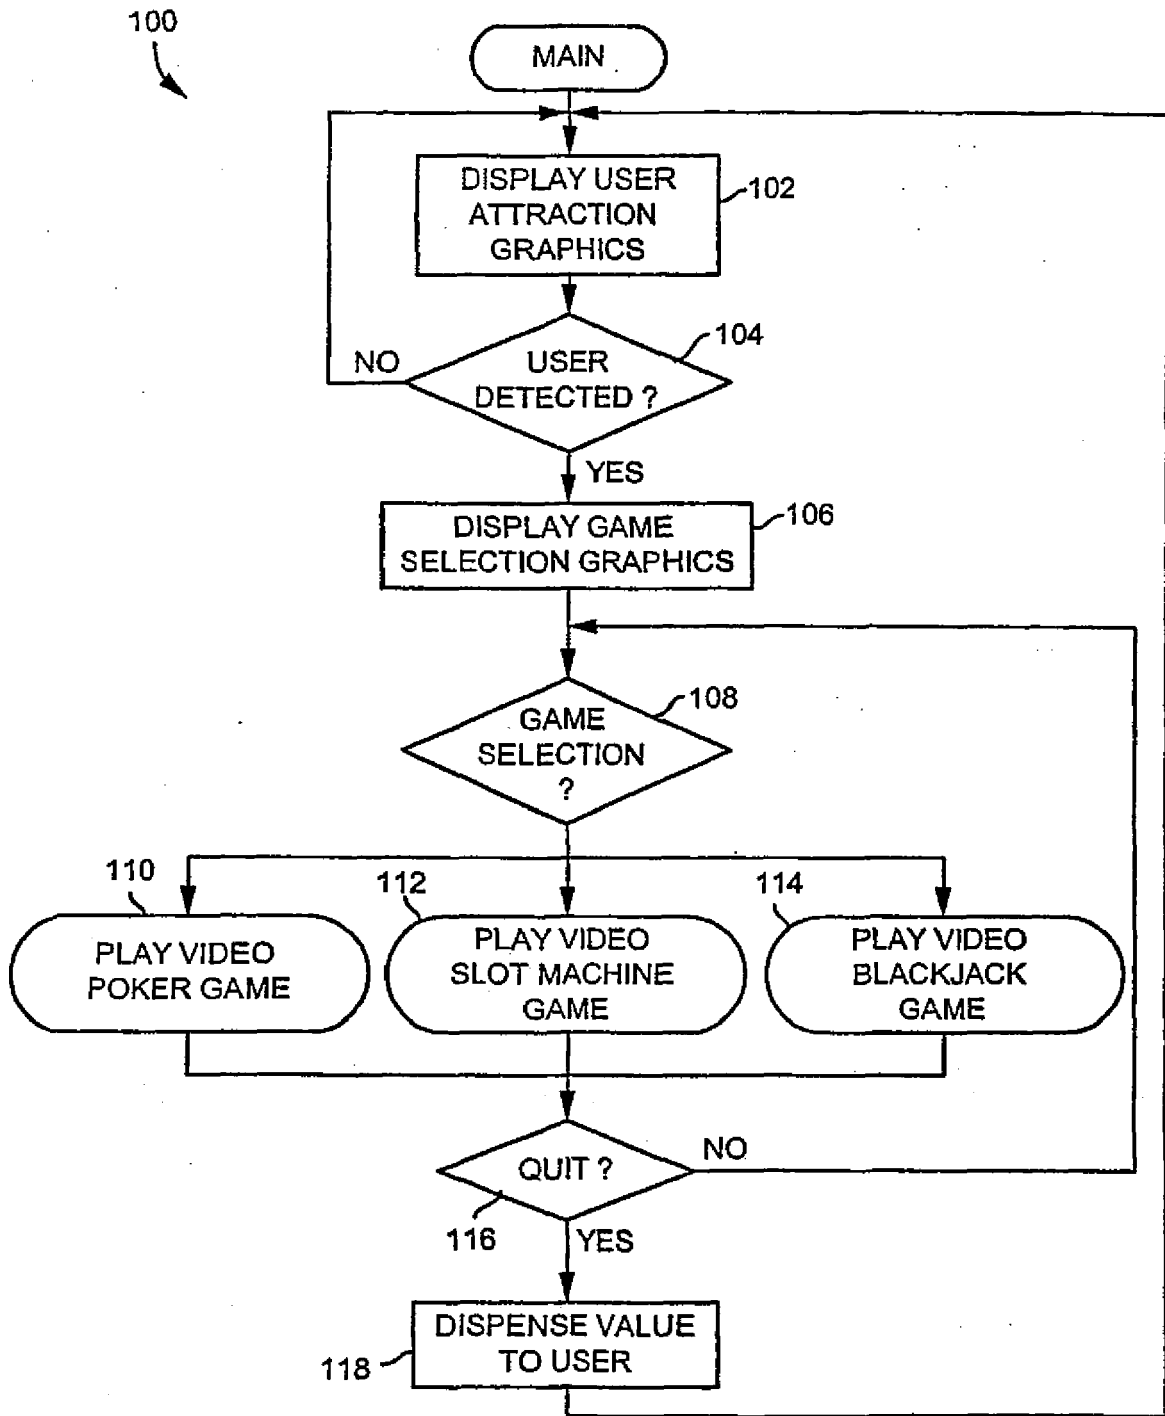 100
MAIN
DISPLAY USER
ATTRACTION
GRAPHICS
102
104
NO
USER
DETECTED ?
YES
DISPLAY GAME
SELECTION GRAPHICS
106
108
GAME
SELECTION
?
110
112
114
PLAY VIDEO
POKER GAME
PLAY VIDEO
SLOT MACHINE
GAME
PLAY VIDEO
BLACKJACK
GAME
QUIT ?
NO
116
YES
DISPENSE VALUE
TO USER
118